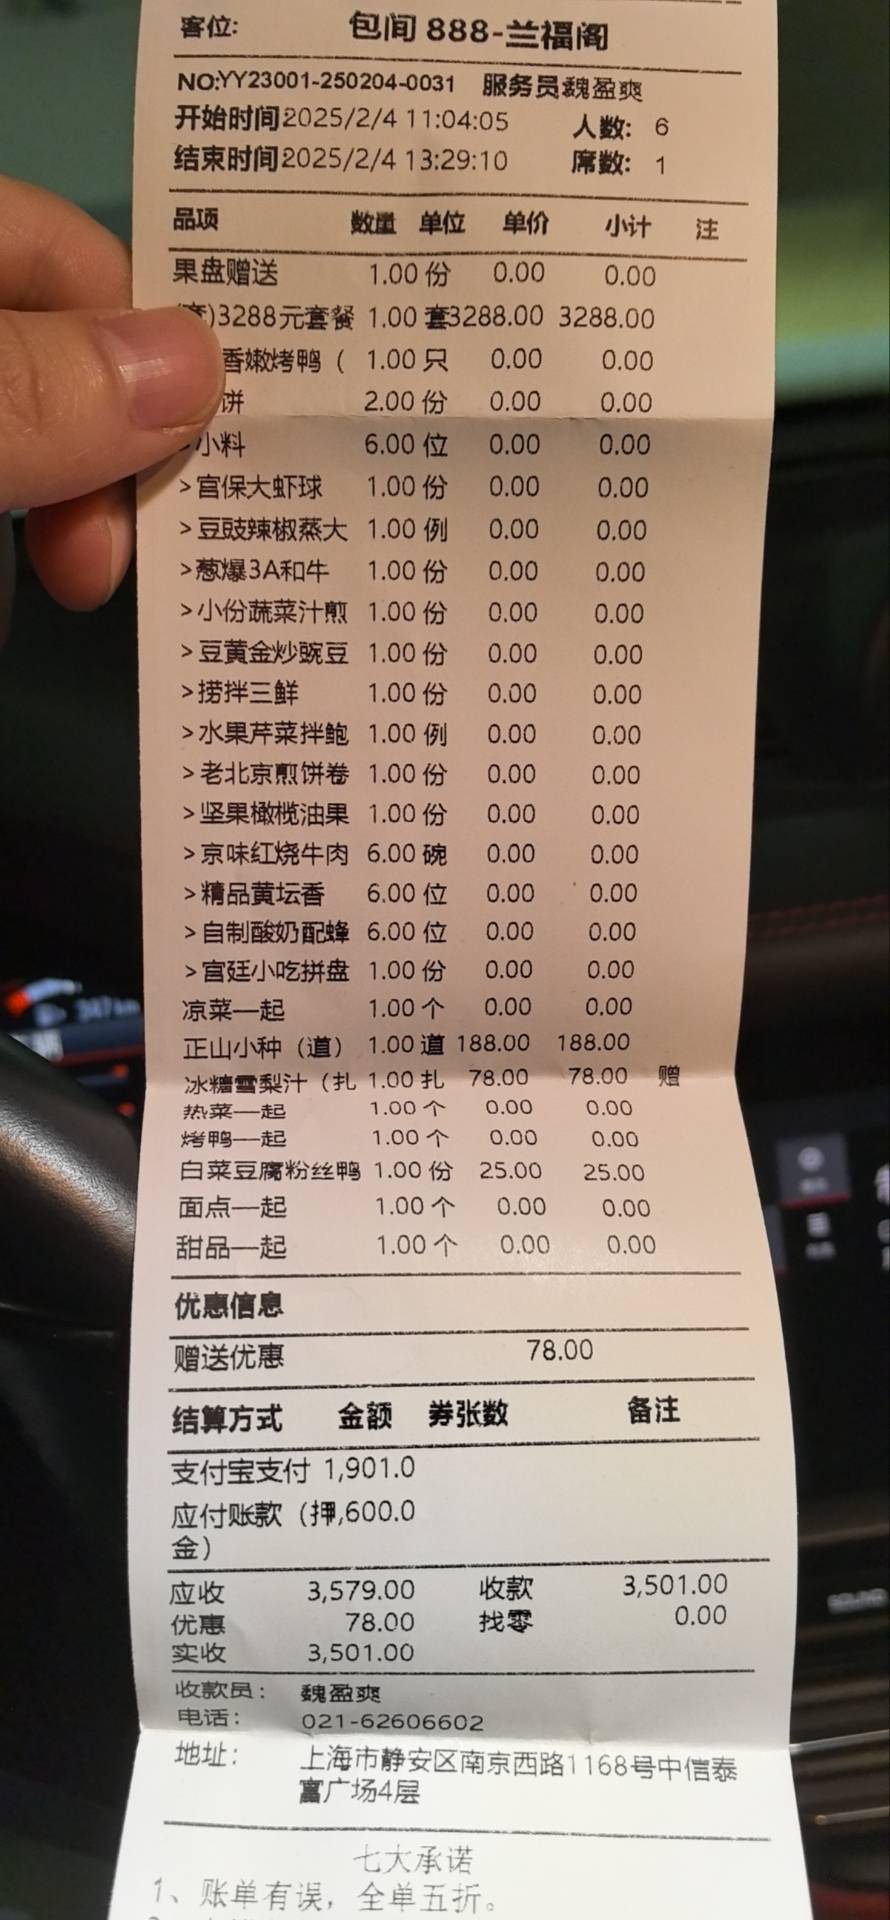 客位: 包间 888-兰福阁
NO:YY23001-250204-0031 服务员魏盈爽
开始时间2025/2/4 11:04:05 人数: 6
结束时间2025/2/4 13:29:10 席数: 1
品项 数量 单位 单价 小计 注
果盘赠送 1.00 份 0.00 0.00
)3288元套餐 1.00 套3288.00 3288.00
香嫩烤鸭 ( 1.00 只 0.00 0.00
饼 2.00 份 0.00 0.00
小料 6.00 位 0.00 0.00
>宫保大虾球 1.00 份 0.00 0.00
>豆豉辣椒蒸大 1.00 例 0.00 0.00
>葱爆3A和牛 1.00 份 0.00 0.00
>小份蔬菜汁煎 1.00 份 0.00 0.00
>豆黄金炒豌豆 1.00 份 0.00 0.00
>捞拌三鲜 1.00 份 0.00 0.00
>水果芹菜拌鲍 1.00 例 0.00 0.00
>老北京煎饼卷 1.00 份 0.00 0.00
>坚果橄榄油果 1.00 份 0.00 0.00
>京味红烧牛肉 6.00 碗 0.00 0.00
>精品黄坛香 6.00 位 0.00 0.00
>自制酸奶配蜂 6.00 位 0.00 0.00
>宫廷小吃拼盘 1.00 份 0.00 0.00
凉菜一起 1.00 个 0.00 0.00
正山小种（道） 1.00 道 188.00 188.00
冰糖雪梨汁（扎 1.00 扎 78.00 78.00 赠
热菜一起 1.00 个 0.00 0.00
烤鸭一起 1.00 个 0.00 0.00
白菜豆腐粉丝鸭 1.00 份 25.00 25.00
面点一起 1.00 个 0.00 0.00
甜品一起 1.00 个 0.00 0.00
优惠信息
赠送优惠 78.00
结算方式 金额 券张数 备注
支付宝支付 1,901.0
应付账款（押,600.0
金）
应收 3,579.00 收款 3,501.00
优惠 78.00 找零 0.00
实收 3,501.00
收款员: 魏盈爽
电话: 021-62606602
地址: 上海市静安区南京西路1168号中信泰
富广场4层
七大承诺
1、账单有误，全单五折。